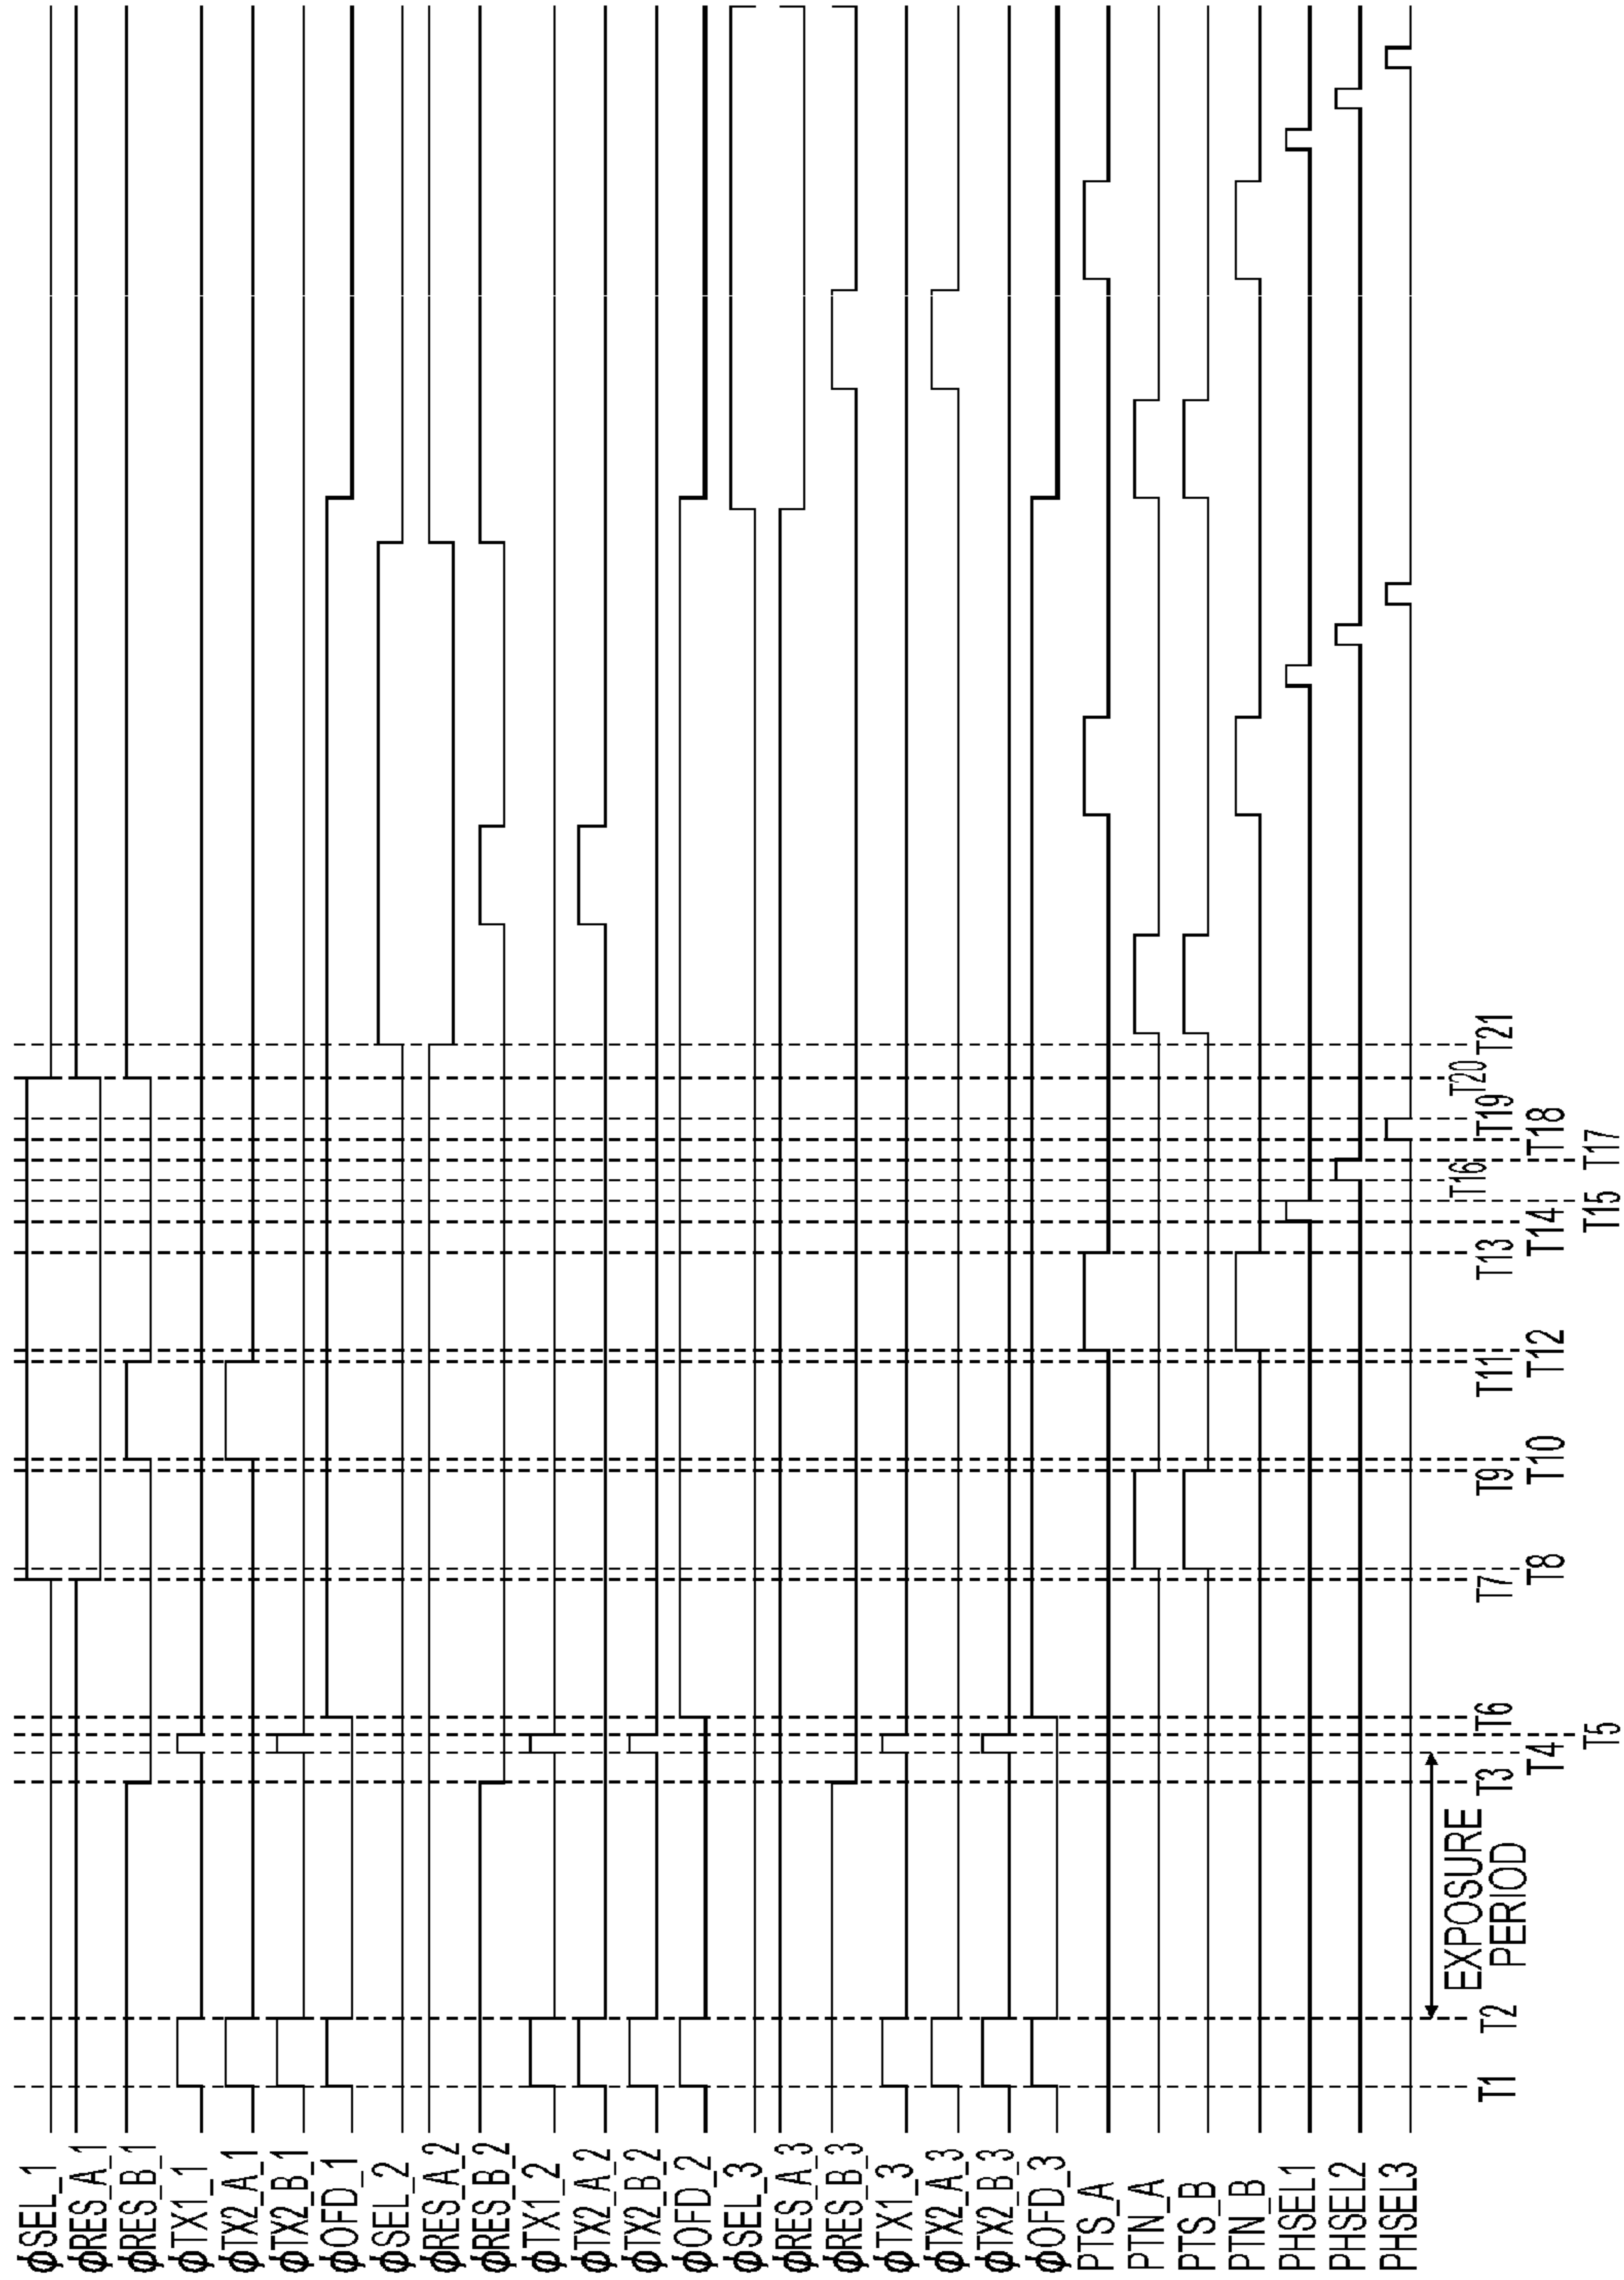 φSEL_1
φRES_A_1
φRES_B_1
φTX1_1
φTX2_A_1
φTX2_B_1
φOFD_1
φSEL_2
φRES_A_2
φRES_B_2
φTX1_2
φTX2_A_2
φTX2_B_2
φOFD_2
φSEL_3
φRES_A_3
φRES_B_3
φTX1_3
φTX2_A_3
φTX2_B_3
φOFD_3
PTS_A
PTN_A
PTS_B
PTN_B
PHSEL1
PHSEL2
PHSEL3
EXPOSURE
PERIOD
T1
T2
T3
T4
T5
T6
T7
T8
T9
T10
T11
T12
T13
T14
T15
T16
T17
T18
T19
T20
T21